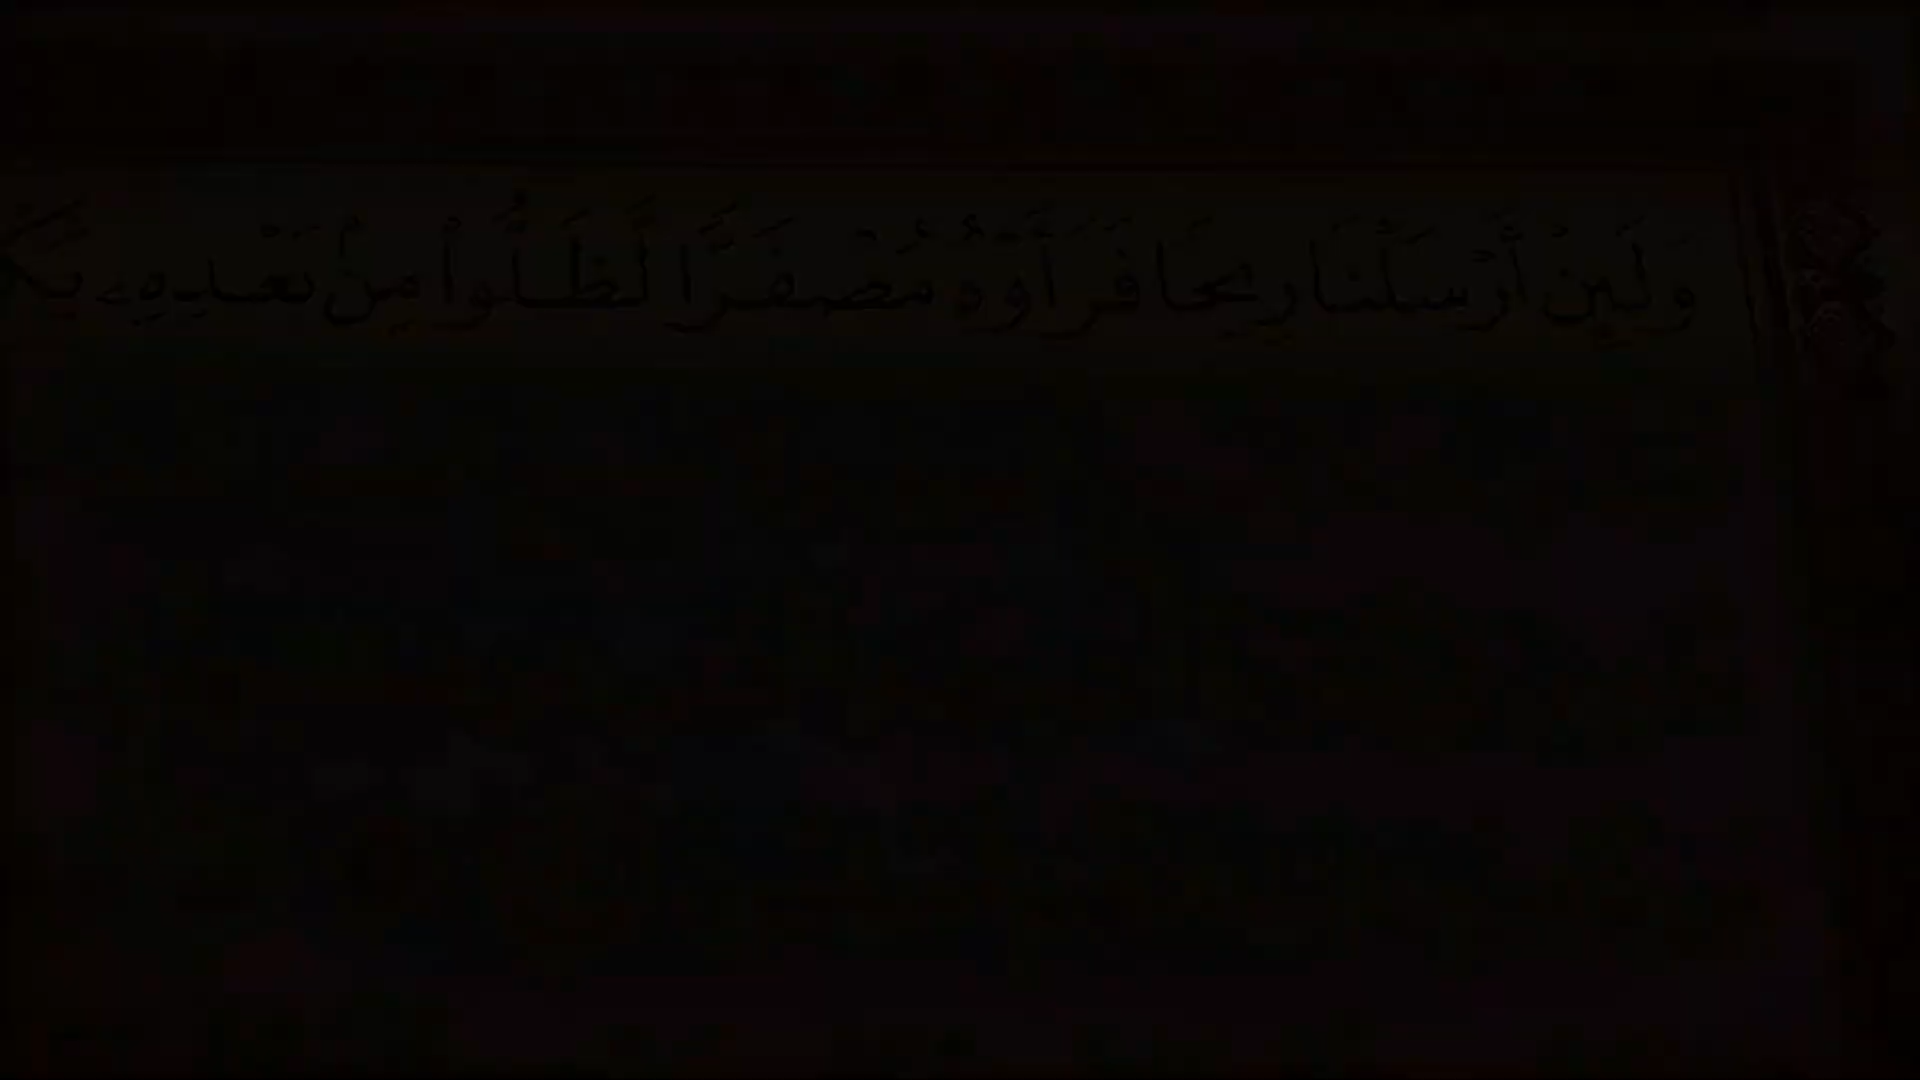 وَلَئِنْ أَرْسَلْنَا رِيحًا فَرَأَوْهُ مُصْفَرًّا لَّظَلُّوا۟ مِنۢ بَعْدِهِۦ